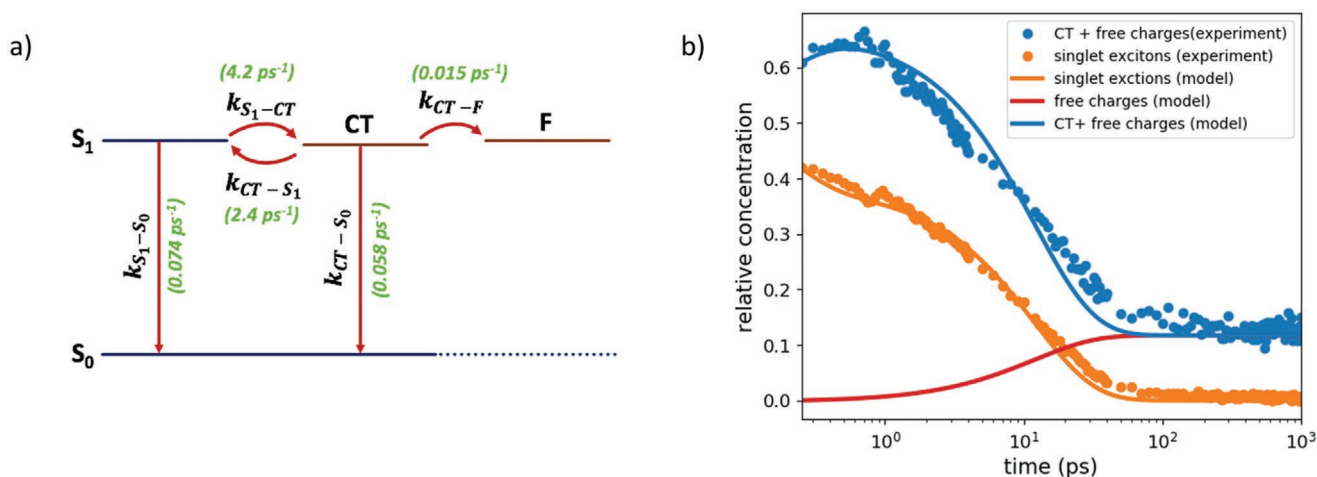 a)
(4.2 ps⁻¹)
k_{S₁−CT}
(0.015 ps⁻¹)
k_{CT−F}
S₁
CT
F
k_{CT−S₁}
(2.4 ps⁻¹)
k_{S₁−S₀}
(0.074 ps⁻¹)
k_{CT−S₀}
(0.058 ps⁻¹)
S₀
b)
CT + free charges(experiment)
singlet excitons (experiment)
singlet exctions (model)
free charges (model)
CT+ free charges (model)
relative concentration
0.6
0.5
0.4
0.3
0.2
0.1
0.0
10⁰
10¹
10²
10³
time (ps)